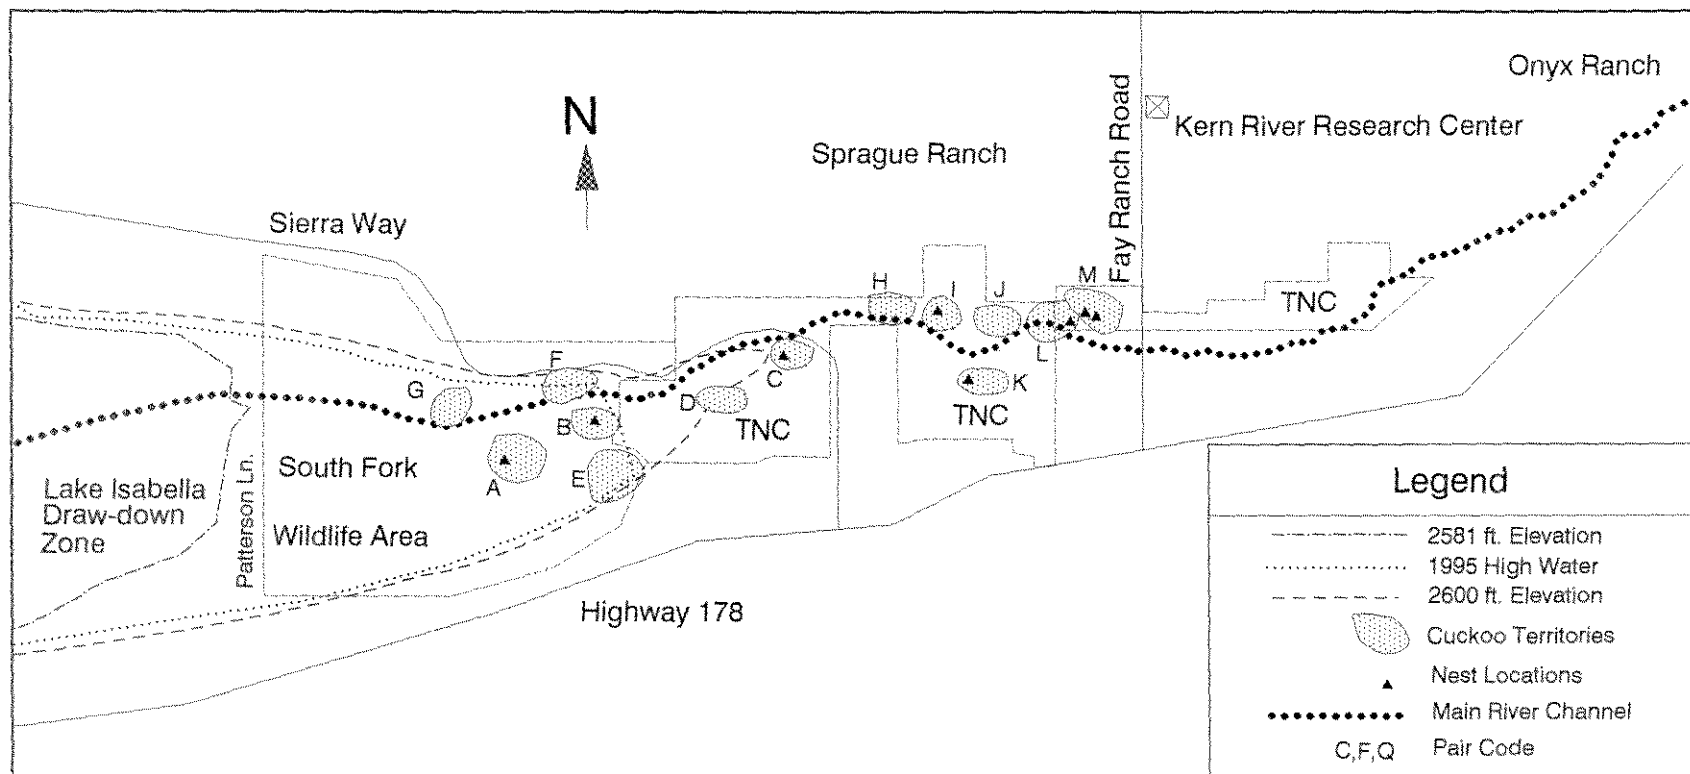 Onyx Ranch
N
Fay Ranch Road
Kern River Research Center
Sprague Ranch
Sierra Way
H
I
J
M
TNC
F
L
G
C
K
D
B
TNC
TNC
A
E
South Fork
Wildlife Area
Lake Isabella
Draw-down
Zone
Patterson Ln.
Highway 178
Legend
2581 ft. Elevation
1995 High Water
2600 ft. Elevation
Cuckoo Territories
Nest Locations
Main River Channel
C,F,Q Pair Code